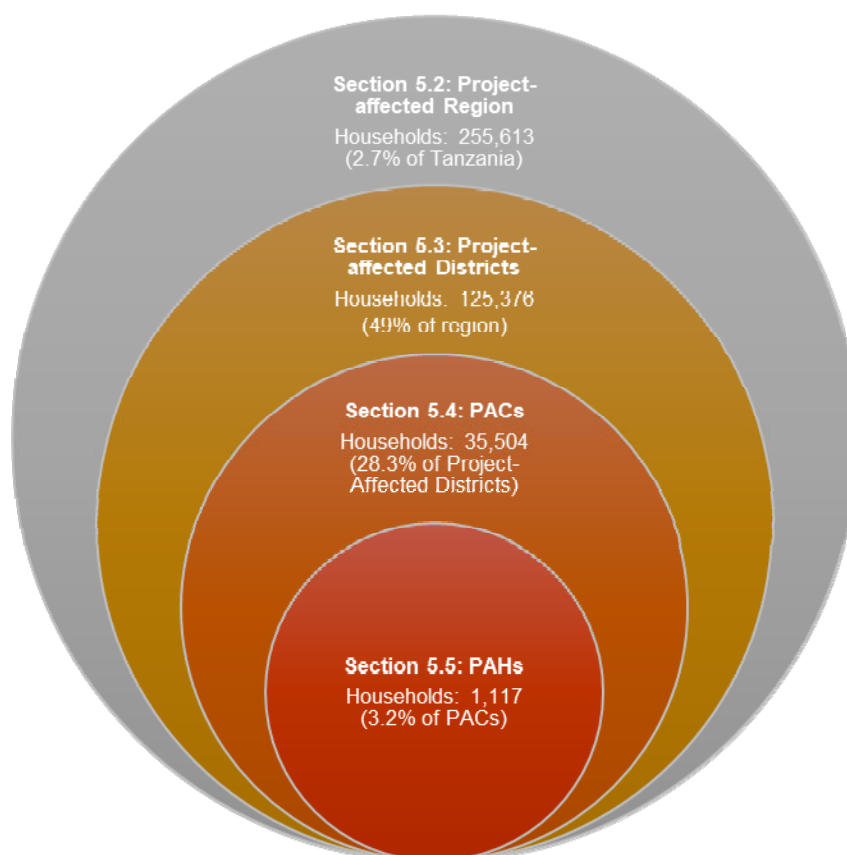 Section 5.2: Project-
affected Region
Households: 255,613
(2.7% of Tanzania)
Section 5.3: Project-
affected Districts
Households: 125,376
(49% of region)
Section 5.4: PACs
Households: 35,504
(28.3% of Project-
Affected Districts)
Section 5.5: PAHs
Households: 1,117
(3.2% of PACs)